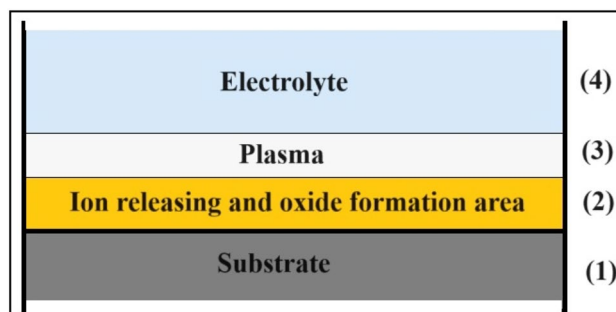 Electrolyte (4)
Plasma (3)
Ion releasing and oxide formation area (2)
Substrate (1)